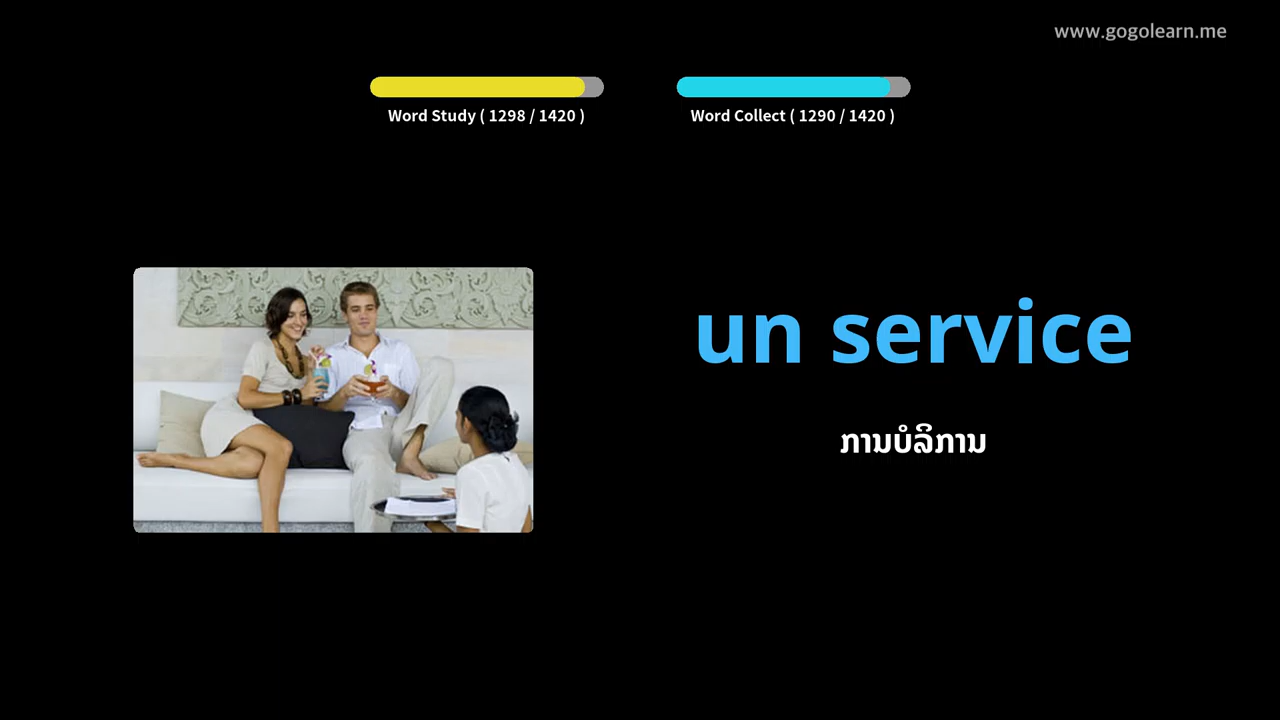 www.gogolearn.me
Word Study ( 1298 / 1420 )
Word Collect ( 1290 / 1420 )
un service
ການບໍລິການ